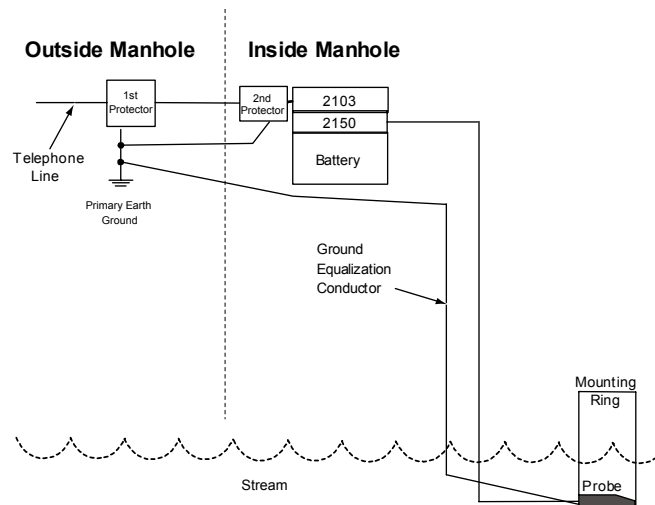 Outside Manhole
Inside Manhole
1st
Protector
2nd
Protector
2103
2150
Battery
Telephone
Line
Primary Earth
Ground
Ground
Equalization
Conductor
Mounting
Ring
Stream
Probe